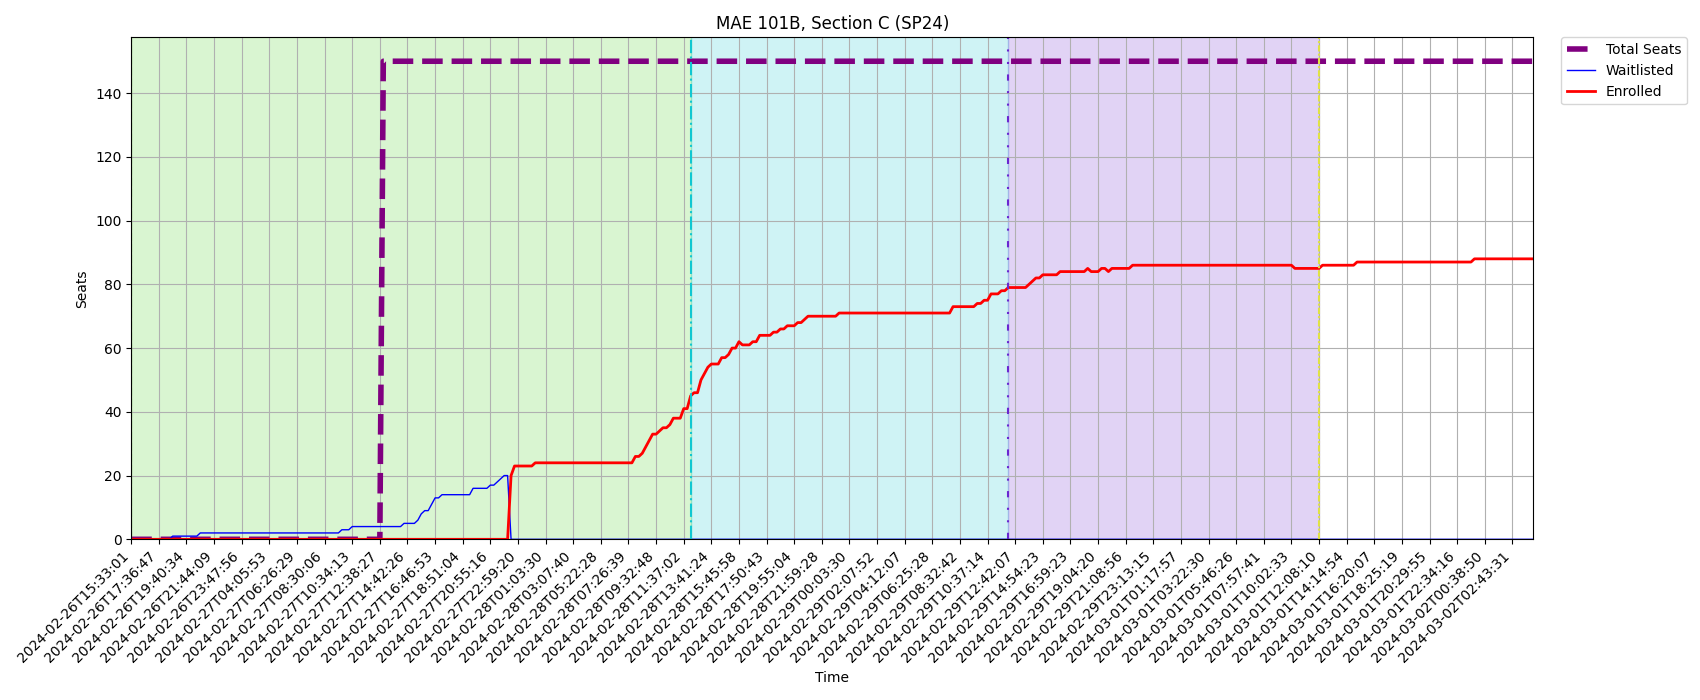 MAE 101B, Section C (SP24)
Total Seats
Waitlisted
Enrolled
Seats
140
120
100
80
60
40
20
0
2024-02-26T15:33:01
2024-02-26T17:36:47
2024-02-26T19:40:34
2024-02-26T21:44:09
2024-02-26T23:47:56
2024-02-27T04:05:53
2024-02-27T06:26:29
2024-02-27T08:30:06
2024-02-27T10:34:13
2024-02-27T12:38:27
2024-02-27T14:42:26
2024-02-27T16:46:53
2024-02-27T18:51:04
2024-02-27T20:55:16
2024-02-27T22:59:20
2024-02-28T01:03:30
2024-02-28T03:07:40
2024-02-28T05:22:28
2024-02-28T07:26:39
2024-02-28T09:32:48
2024-02-28T11:37:02
2024-02-28T13:41:24
2024-02-28T15:45:58
2024-02-28T17:50:43
2024-02-28T19:55:04
2024-02-28T21:59:28
2024-02-29T00:03:30
2024-02-29T02:07:52
2024-02-29T04:12:07
2024-02-29T06:25:28
2024-02-29T08:32:42
2024-02-29T10:37:14
2024-02-29T12:42:07
2024-02-29T14:54:23
2024-02-29T16:59:23
2024-02-29T19:04:20
2024-02-29T21:08:56
2024-02-29T23:13:15
2024-03-01T01:17:57
2024-03-01T03:22:30
2024-03-01T05:46:26
2024-03-01T07:57:41
2024-03-01T10:02:33
2024-03-01T12:08:10
2024-03-01T14:14:54
2024-03-01T16:20:07
2024-03-01T18:25:19
2024-03-01T20:29:55
2024-03-01T22:34:16
2024-03-02T00:38:50
2024-03-02T02:43:31
Time